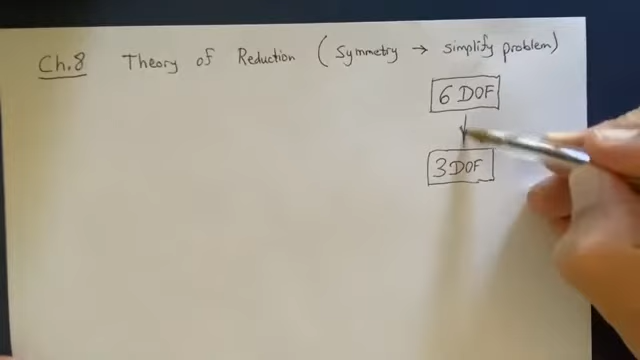 Ch.8 Theory of Reduction (Symmetry → simplify problem)
6 DOF
↓
3 DOF